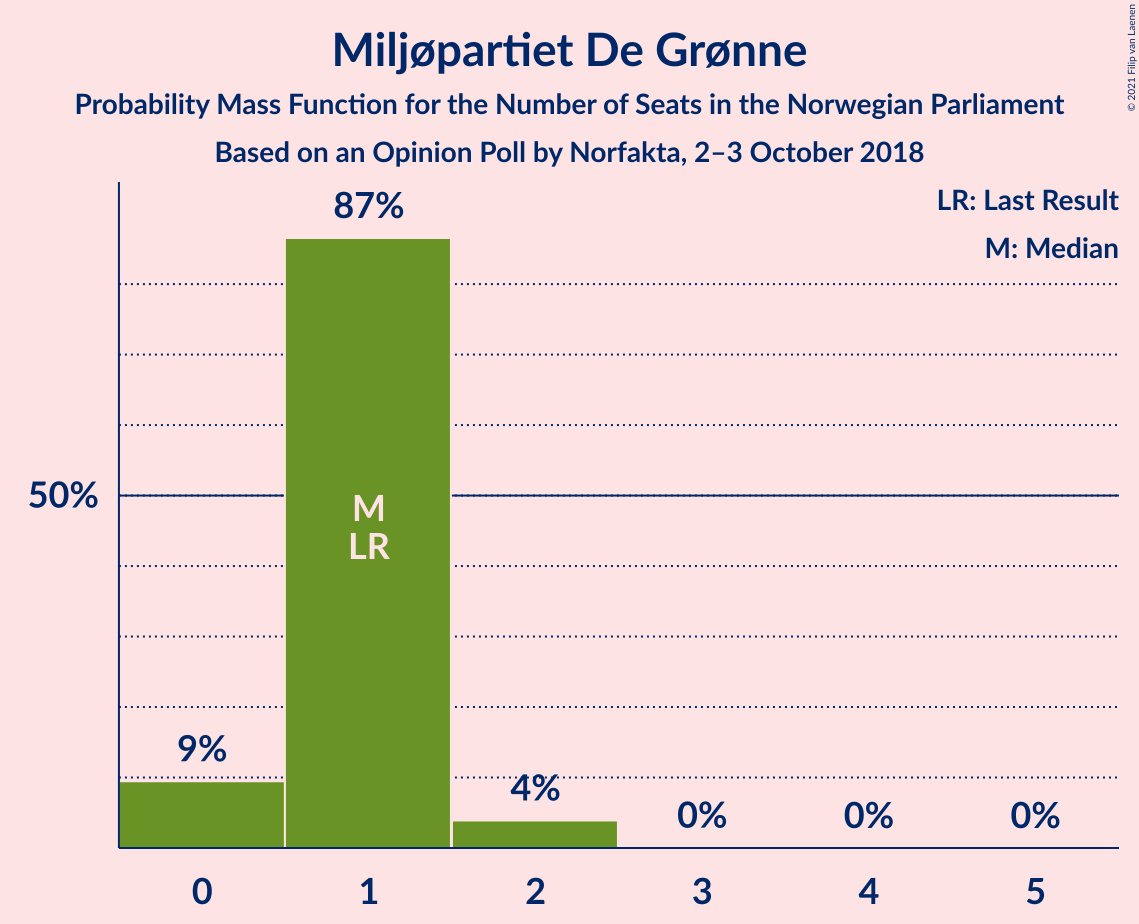 Miljøpartiet De Grønne
Probability Mass Function for the Number of Seats in the Norwegian Parliament
Based on an Opinion Poll by Norfakta, 2–3 October 2018
© 2021 Filip van Laenen
LR: Last Result
M: Median
87%
50%
M
LR
9%
4%
0%
0%
0%
0
1
2
3
4
5